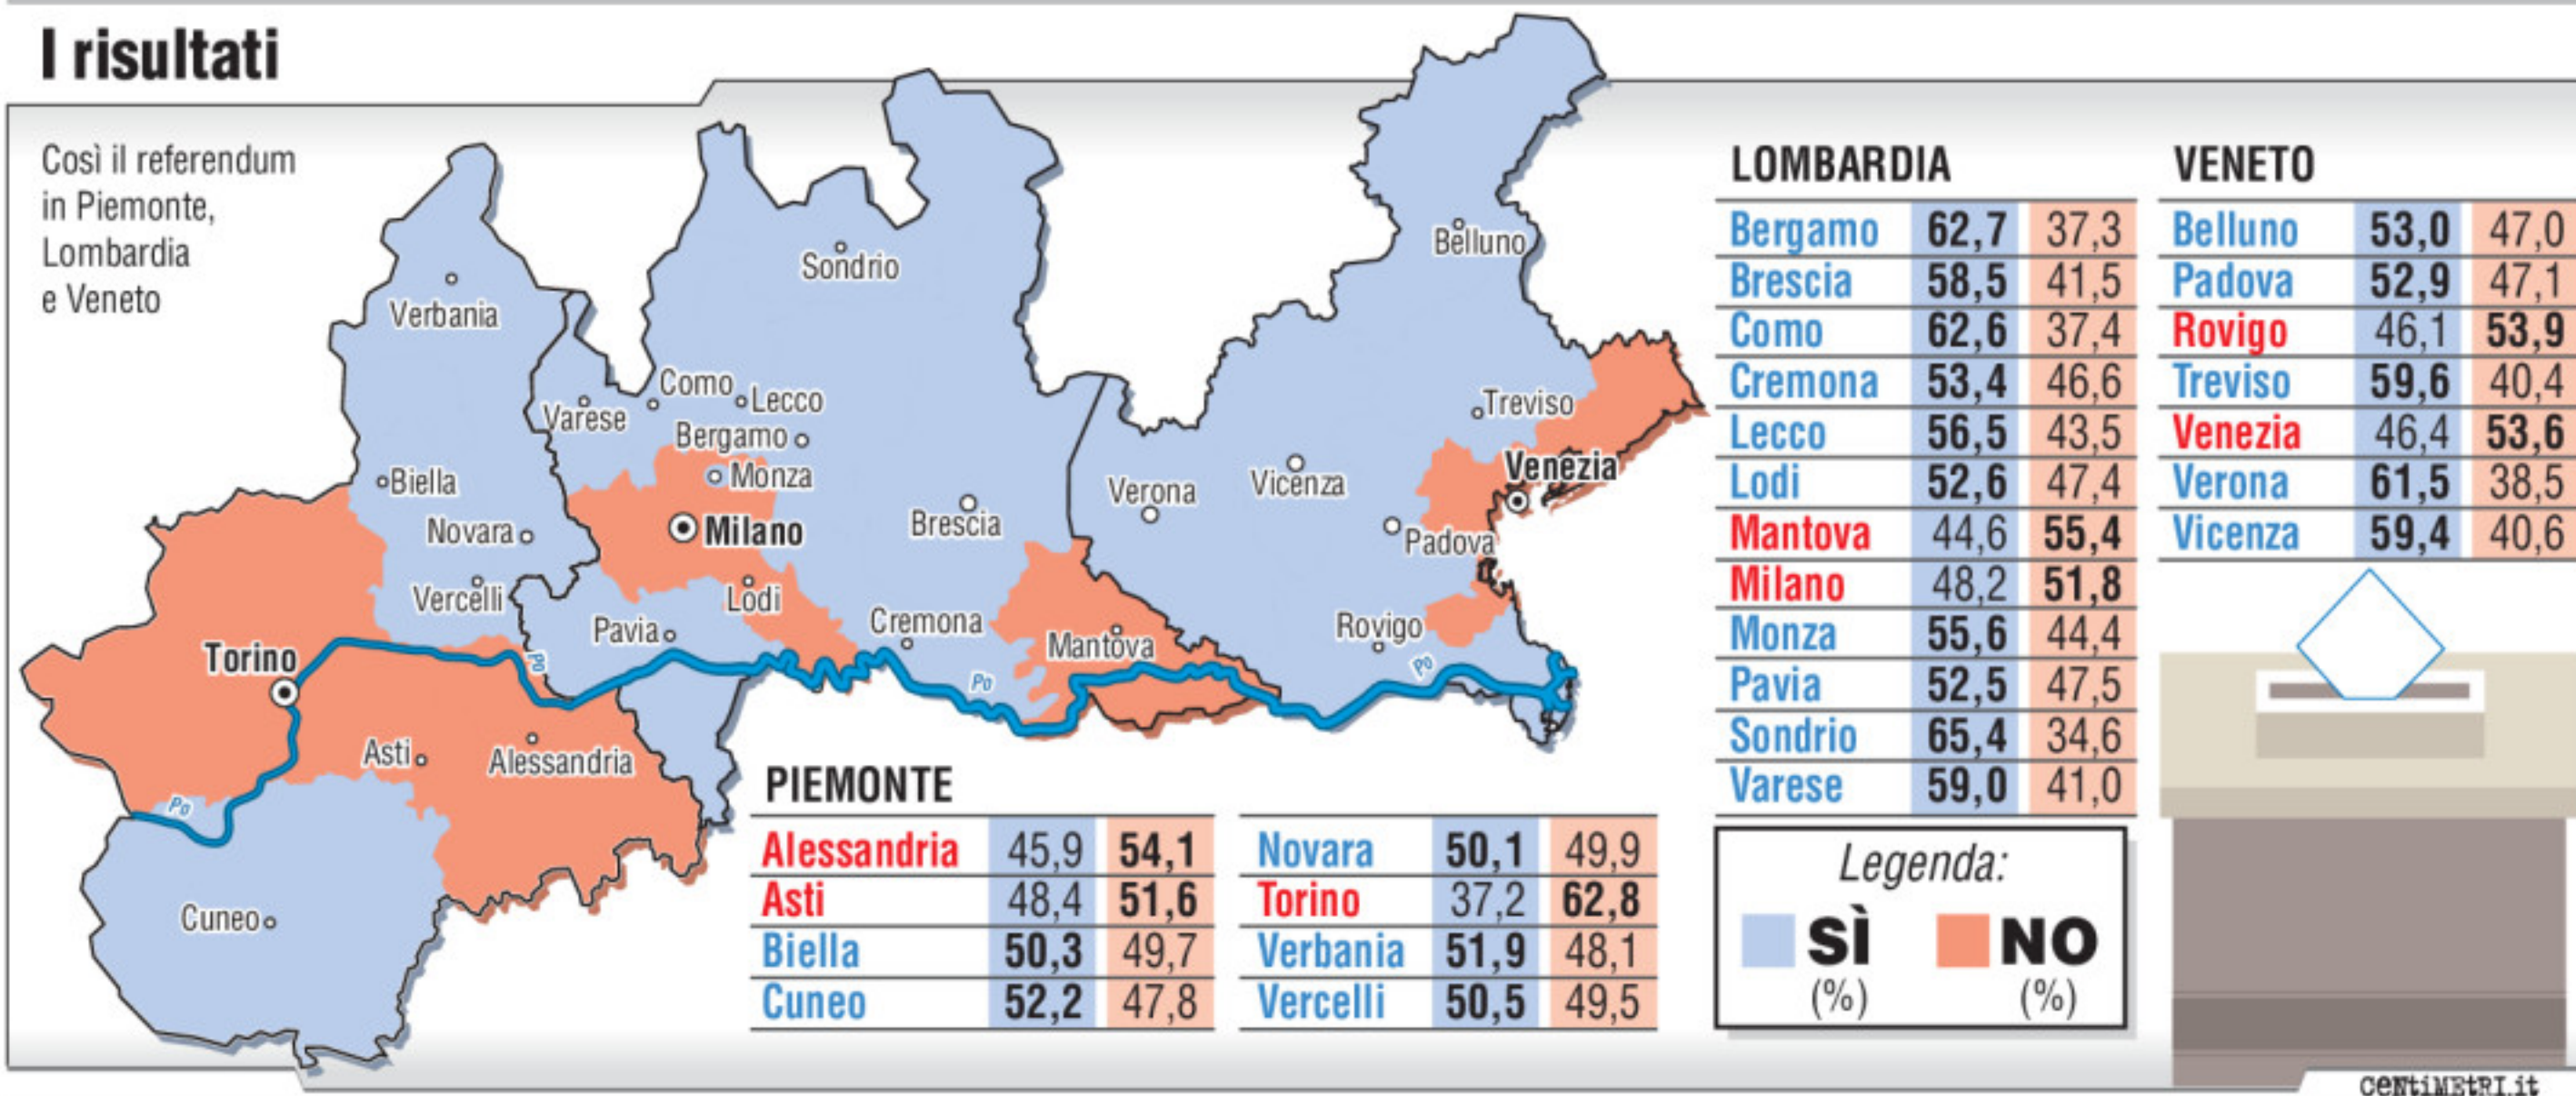 I risultati
Così il referendum
in Piemonte,
Lombardia
e Veneto
Verbania
Sondrio
Belluno
Como
Lecco
Varese
Bergamo
Monza
Treviso
Biella
Novara
Milano
Brescia
Verona
Vicenza
Venezia
Padova
Vercelli
Lodi
Pavia
Cremona
Mantova
Rovigo
Torino
Po
Po
Po
Po
Asti
Alessandria
Cuneo
LOMBARDIA
Bergamo 62,7 37,3
Brescia 58,5 41,5
Como 62,6 37,4
Cremona 53,4 46,6
Lecco 56,5 43,5
Lodi 52,6 47,4
Mantova 44,6 55,4
Milano 48,2 51,8
Monza 55,6 44,4
Pavia 52,5 47,5
Sondrio 65,4 34,6
Varese 59,0 41,0
VENETO
Belluno 53,0 47,0
Padova 52,9 47,1
Rovigo 46,1 53,9
Treviso 59,6 40,4
Venezia 46,4 53,6
Verona 61,5 38,5
Vicenza 59,4 40,6
PIEMONTE
Alessandria 45,9 54,1
Asti 48,4 51,6
Biella 50,3 49,7
Cuneo 52,2 47,8
Novara 50,1 49,9
Torino 37,2 62,8
Verbania 51,9 48,1
Vercelli 50,5 49,5
Legenda:
SÌ NO
(%) (%)
CeNtiMEtRI.it